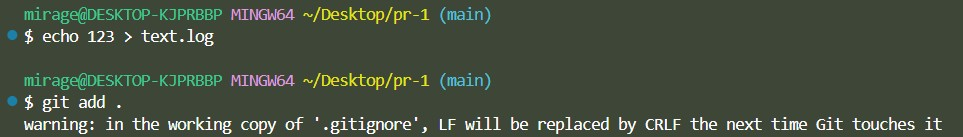 mirage@DESKTOP-KJPRBBP MINGW64 ~/Desktop/pr-1 (main)
$ echo 123 > text.log
mirage@DESKTOP-KJPRBBP MINGW64 ~/Desktop/pr-1 (main)
$ git add .
warning: in the working copy of '.gitignore', LF will be replaced by CRLF the next time Git touches it